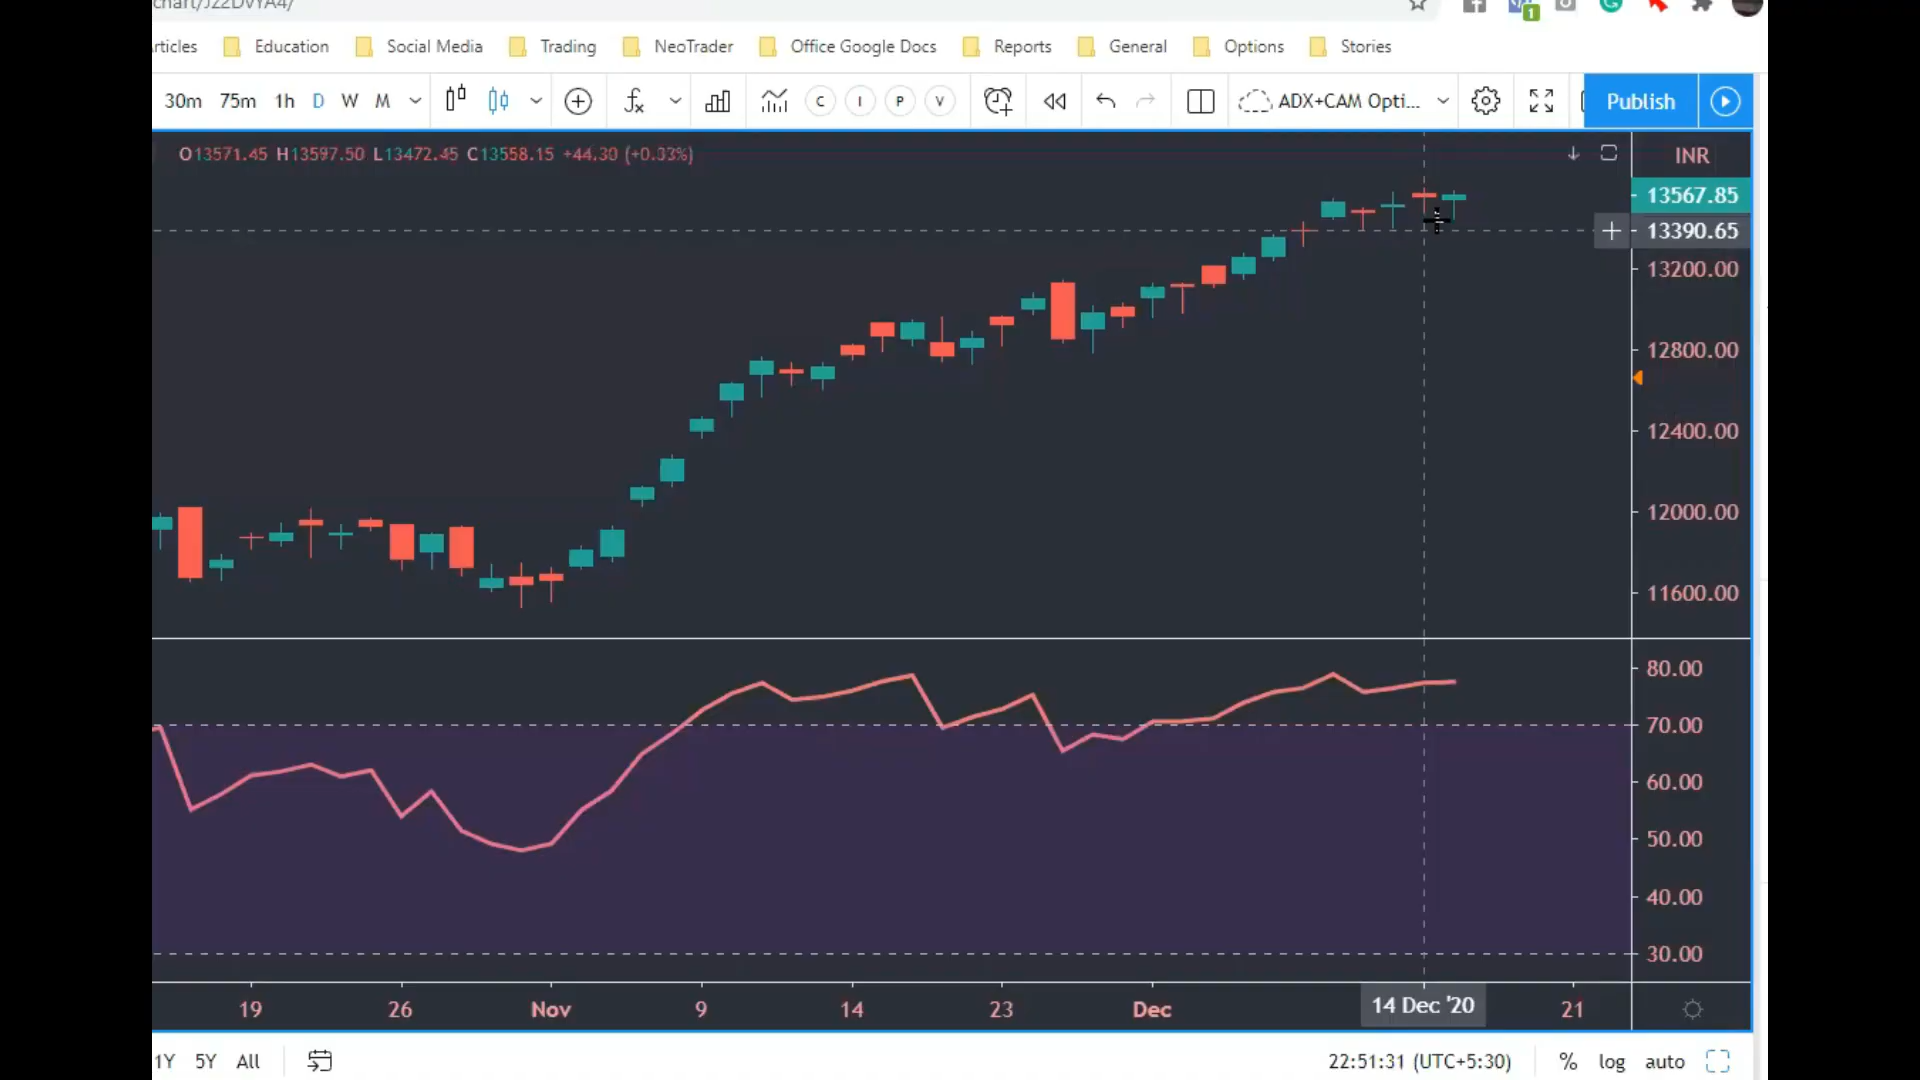 chart/JZ2DVYA4/
1
rticles Education Social Media Trading NeoTrader Office Google Docs Reports General Options Stories
30m 75m 1h D W M fx C I P V ADX+CAM Opti... Publish
O13571.45 H13597.50 L13472.45 C13558.15 +44.30 (+0.33%)
INR
13567.85
13390.65
13200.00
12800.00
12400.00
12000.00
11600.00
80.00
70.00
60.00
50.00
40.00
30.00
19 26 Nov 9 14 23 Dec 14 Dec '20 21
1Y 5Y All 22:51:31 (UTC+5:30) % log auto